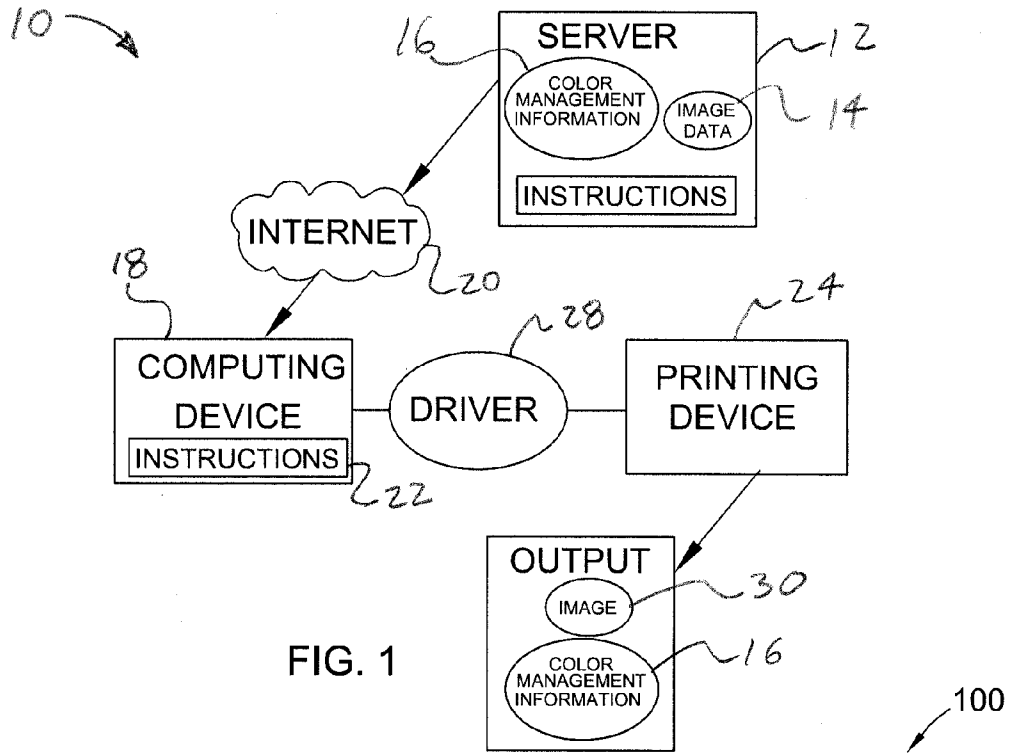 10
SERVER
12
16
COLOR
MANAGEMENT
INFORMATION
IMAGE
DATA
14
INSTRUCTIONS
INTERNET
20
18
COMPUTING
DEVICE
INSTRUCTIONS
22
28
DRIVER
24
PRINTING
DEVICE
OUTPUT
IMAGE
30
COLOR
MANAGEMENT
INFORMATION
16
FIG. 1
100